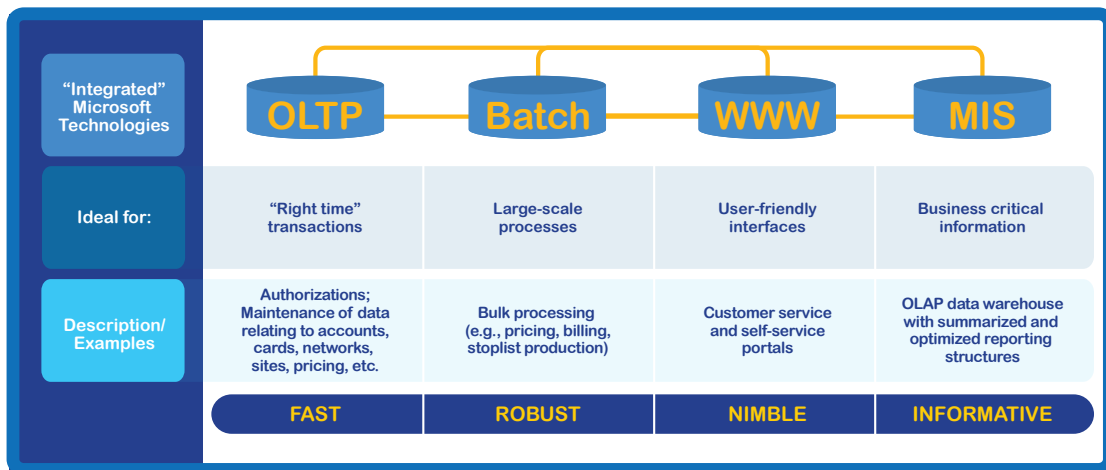 “Integrated”
Microsoft
Technologies
OLTP
Batch
WWW
MIS
Ideal for:
“Right time”
transactions
Large-scale
processes
User-friendly
interfaces
Business critical
information
Description/
Examples
Authorizations;
Maintenance of data
relating to accounts,
cards, networks,
sites, pricing, etc.
Bulk processing
(e.g., pricing, billing,
stoplist production)
Customer service
and self-service
portals
OLAP data warehouse
with summarized and
optimized reporting
structures
FAST
ROBUST
NIMBLE
INFORMATIVE